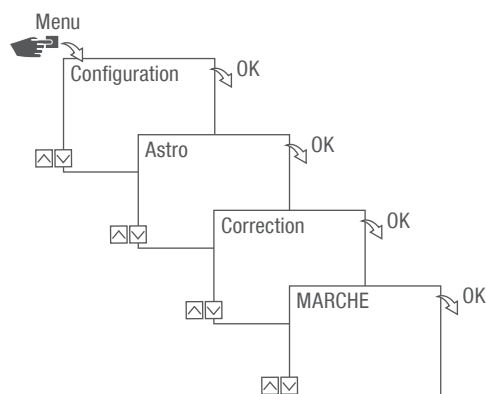 Menu
Configuration
OK
Astro
OK
Correction
OK
MARCHE
OK